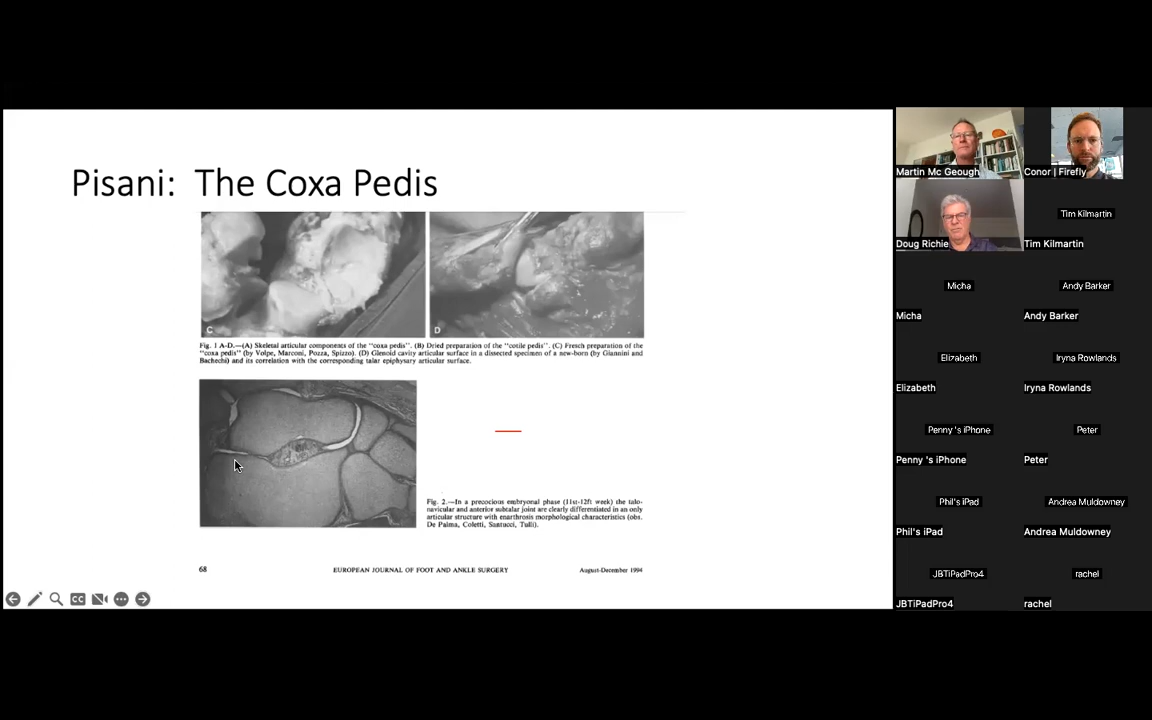 Pisani:  The Coxa Pedis
C
D
Fig. 1 A-D.—(A) Skeletal articular components of the "coxa pedis". (B) Dried preparation of the "cotile pedis". (C) Fresch preparation of the
"coxa pedis" (by Volpe, Marconi, Pozza, Spizzo). (D) Glenoid cavity articular surface in a dissected specimen of a new-born (by Giannini and
Bachechi) and its correlation with the corresponding talar epiphysary articular surface.
Fig. 2.—In a precocious embryonal phase (11st-12ft week) the talo-
navicular and anterior subtalar joint are clearly differentiated in an only
articular structure with enarthrosis morphological characteristics (obs.
De Palma, Coletti, Santucci, Tulli).
68
EUROPEAN JOURNAL OF FOOT AND ANKLE SURGERY
August-December 1994
CC
Martin Mc Geough
Conor | Firefly
Doug Richie
Tim Kilmartin
Tim Kilmartin
Micha
Andy Barker
Micha
Andy Barker
Elizabeth
Iryna Rowlands
Elizabeth
Iryna Rowlands
Penny 's iPhone
Peter
Penny 's iPhone
Peter
Phil's iPad
Andrea Muldowney
Phil's iPad
Andrea Muldowney
JBTiPadPro4
rachel
JBTiPadPro4
rachel